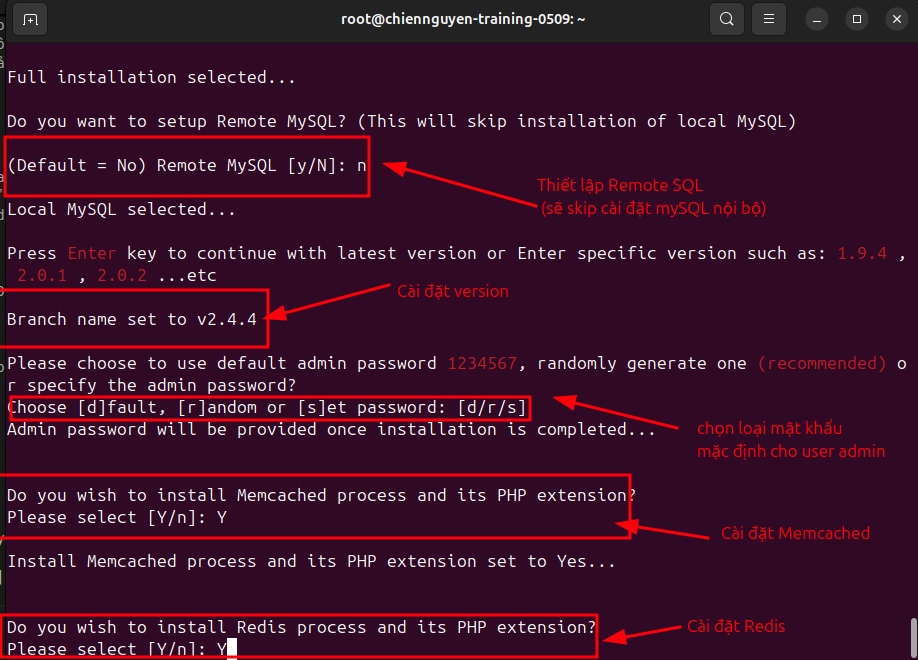 root@chiennguyen-training-0509: ~
Full installation selected...
Do you want to setup Remote MySQL? (This will skip installation of local MySQL)
(Default = No) Remote MySQL [y/N]: n
Thiết lập Remote SQL
(sẽ skip cài đặt mySQL nội bộ)
Local MySQL selected...
Press Enter key to continue with latest version or Enter specific version such as: 1.9.4 ,
2.0.1 , 2.0.2 ...etc
Cài đặt version
Branch name set to v2.4.4
Please choose to use default admin password 1234567, randomly generate one (recommended) o
r specify the admin password?
Choose [d]fault, [r]andom or [s]et password: [d/r/s]
Admin password will be provided once installation is completed...
chọn loại mật khẩu
mặc định cho user admin
Do you wish to install Memcached process and its PHP extension?
Please select [Y/n]: Y
Cài đặt Memcached
Install Memcached process and its PHP extension set to Yes...
Do you wish to install Redis process and its PHP extension?
Cài đặt Redis
Please select [Y/n]: Y